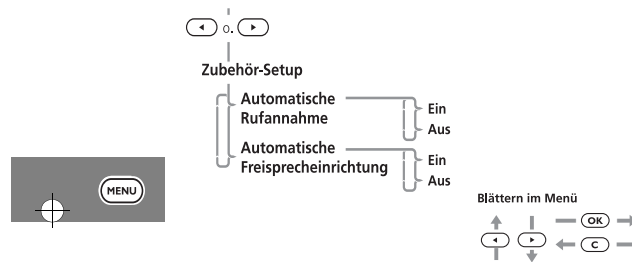 o.
Zubehör-Setup
Automatische
Rufannahme
Ein
Aus
Automatische
Freisprecheinrichtung
Ein
Aus
MENU
Blättern im Menü
OK
C